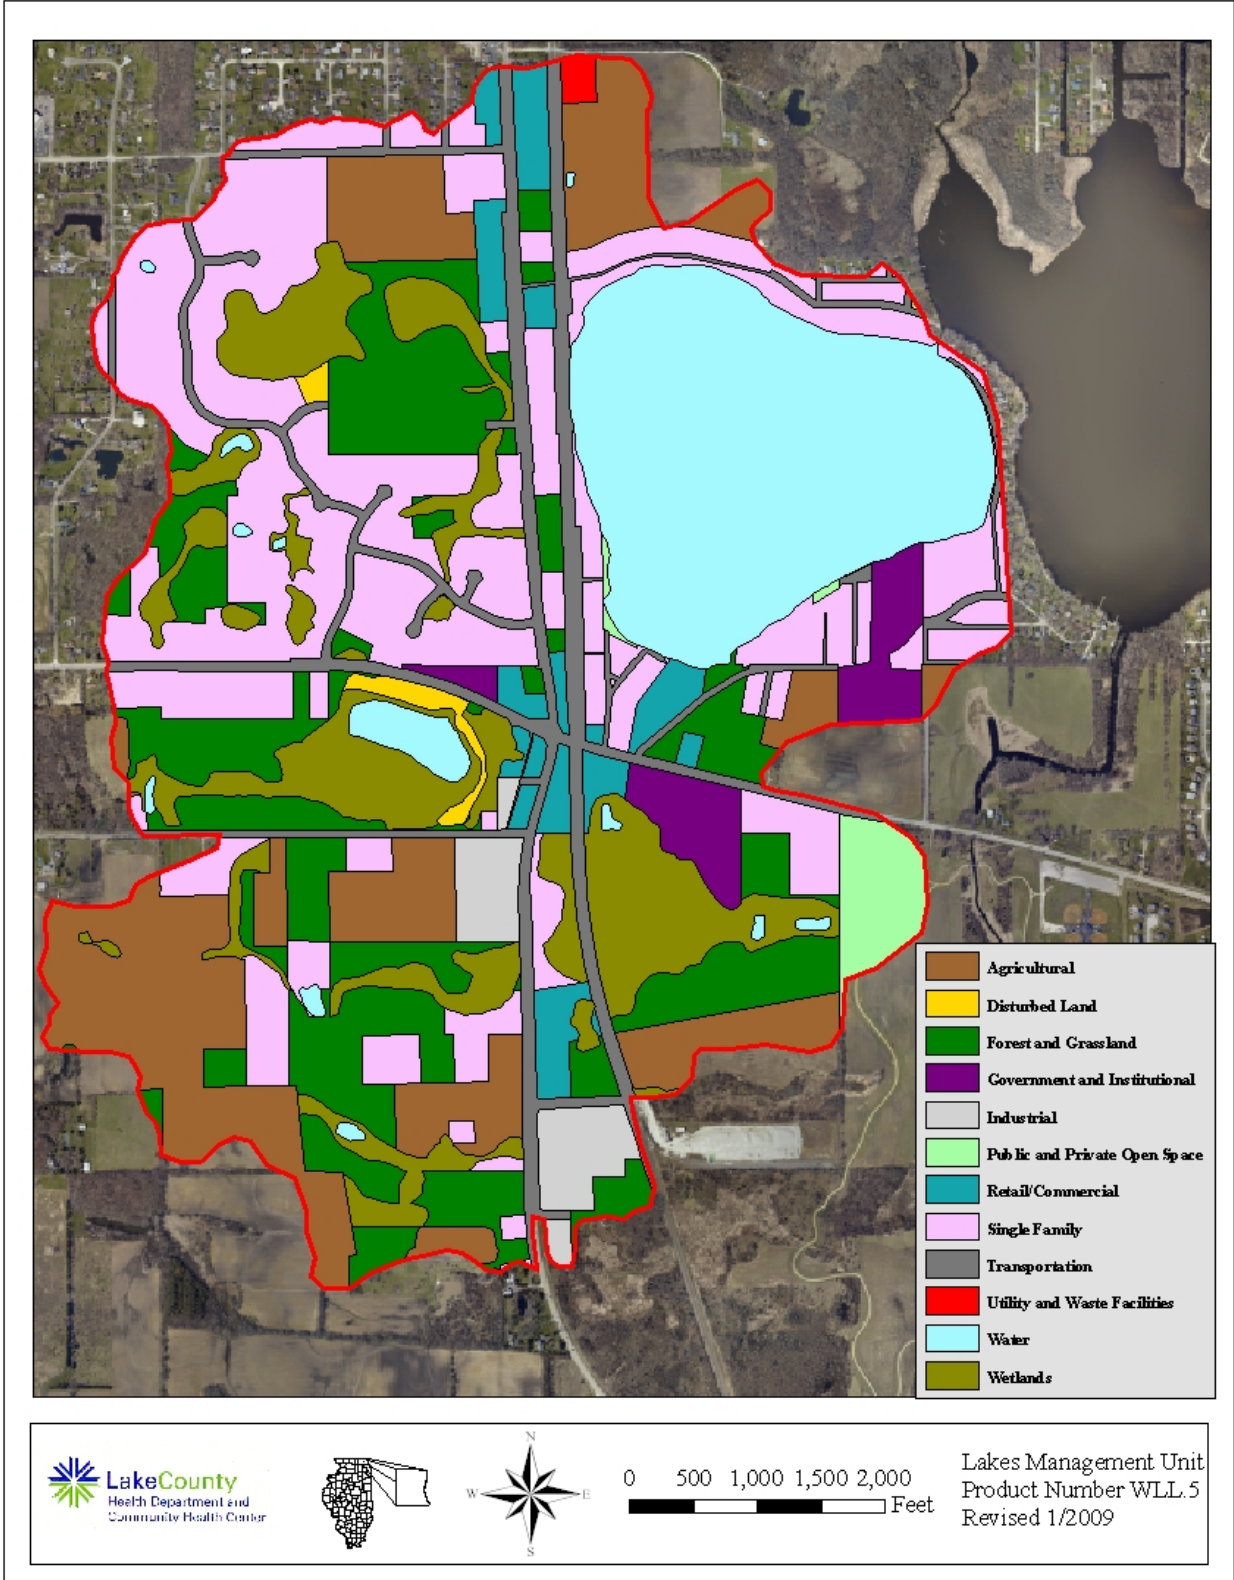 Agricultural
Disturbed Land
Forest and Grassland
Government and Institutional
Industrial
Public and Private Open Space
Retail/Commercial
Single Family
Transportation
Utility and Waste Facilities
Water
Wetlands
LakeCounty
Health Department and
Community Health Center
N
W E
S
0 500 1,000 1,500 2,000
Feet
Lakes Management Unit
Product Number WLL.5
Revised 1/2009